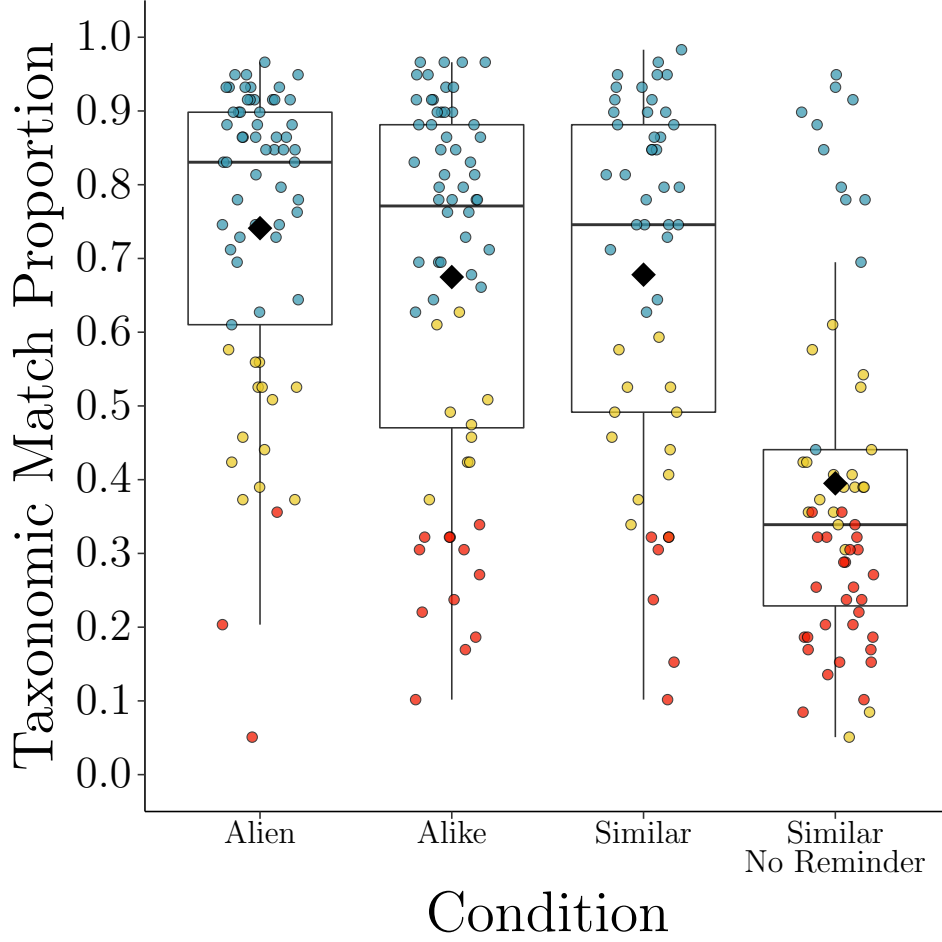 Taxonomic Match Proportion
1.0
0.9
0.8
0.7
0.6
0.5
0.4
0.3
0.2
0.1
0.0
Alien
Alike
Similar
Similar
No Reminder
Condition